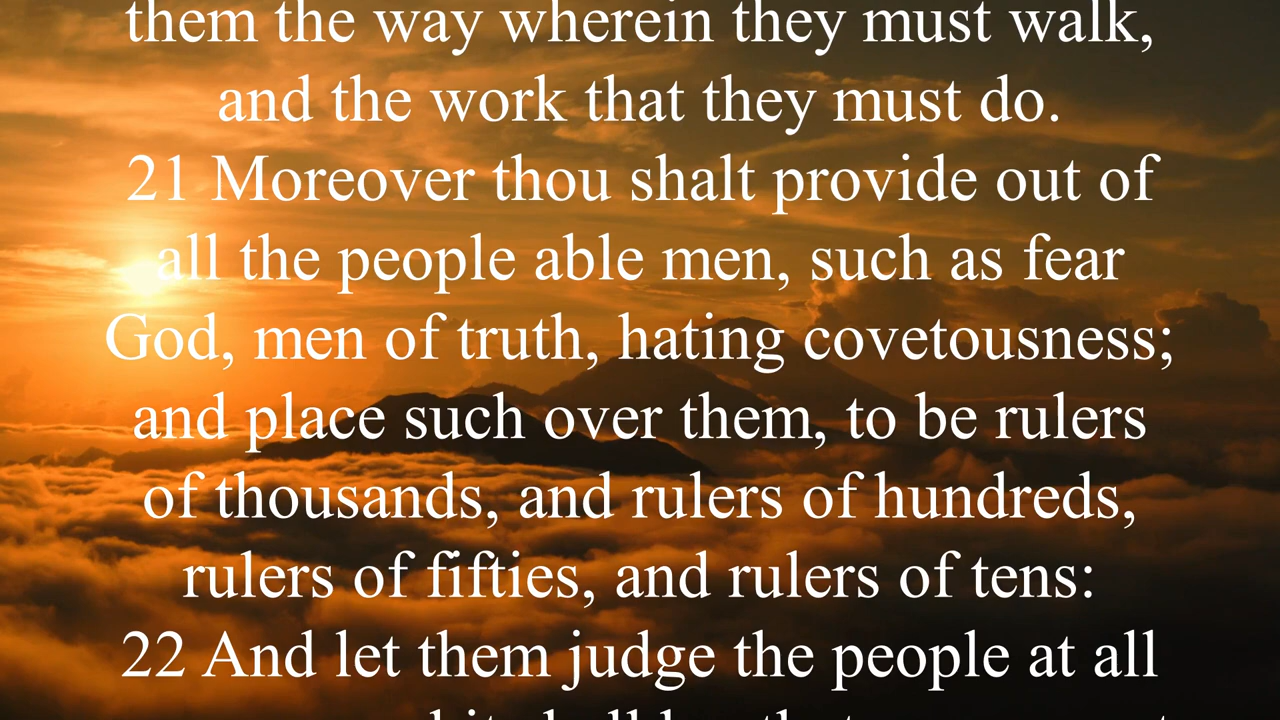 them the way wherein they must walk,
and the work that they must do.
21 Moreover thou shalt provide out of
all the people able men, such as fear
God, men of truth, hating covetousness;
and place such over them, to be rulers
of thousands, and rulers of hundreds,
rulers of fifties, and rulers of tens:
22 And let them judge the people at all